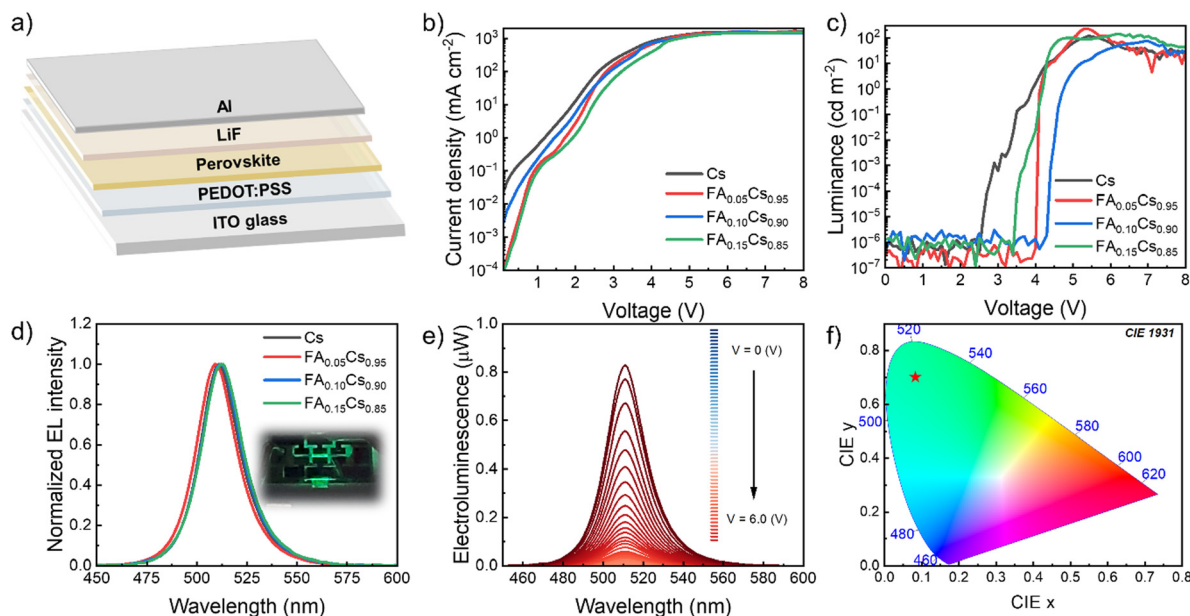 a)
Al
LiF
Perovskite
PEDOT:PSS
ITO glass
b)
Current density (mA cm⁻²)
10³
10²
10¹
10⁰
10⁻¹
10⁻²
10⁻³
10⁻⁴
Cs
FA₀.₀₅Cs₀.₉₅
FA₀.₁₀Cs₀.₉₀
FA₀.₁₅Cs₀.₈₅
1 2 3 4 5 6 7 8
Voltage (V)
c)
Luminance (cd m⁻²)
10³
10²
10¹
10⁰
10⁻¹
10⁻²
10⁻³
10⁻⁴
10⁻⁵
10⁻⁶
10⁻⁷
Cs
FA₀.₀₅Cs₀.₉₅
FA₀.₁₀Cs₀.₉₀
FA₀.₁₅Cs₀.₈₅
0 1 2 3 4 5 6 7 8
Voltage (V)
d)
Normalized EL intensity
1.2
1.0
0.8
0.6
0.4
0.2
0.0
Cs
FA₀.₀₅Cs₀.₉₅
FA₀.₁₀Cs₀.₉₀
FA₀.₁₅Cs₀.₈₅
450 475 500 525 550 575 600
Wavelength (nm)
e)
Electroluminescence (μW)
1.0
0.8
0.6
0.4
0.2
0.0
V = 0 (V)
V = 6.0 (V)
460 480 500 520 540 560 580 600
Wavelength (nm)
f)
CIE 1931
CIE y
0.8
0.6
0.4
0.2
0.0
520
540
560
500
580
600
620
480
460
0.0 0.1 0.2 0.3 0.4 0.5 0.6 0.7 0.8
CIE x